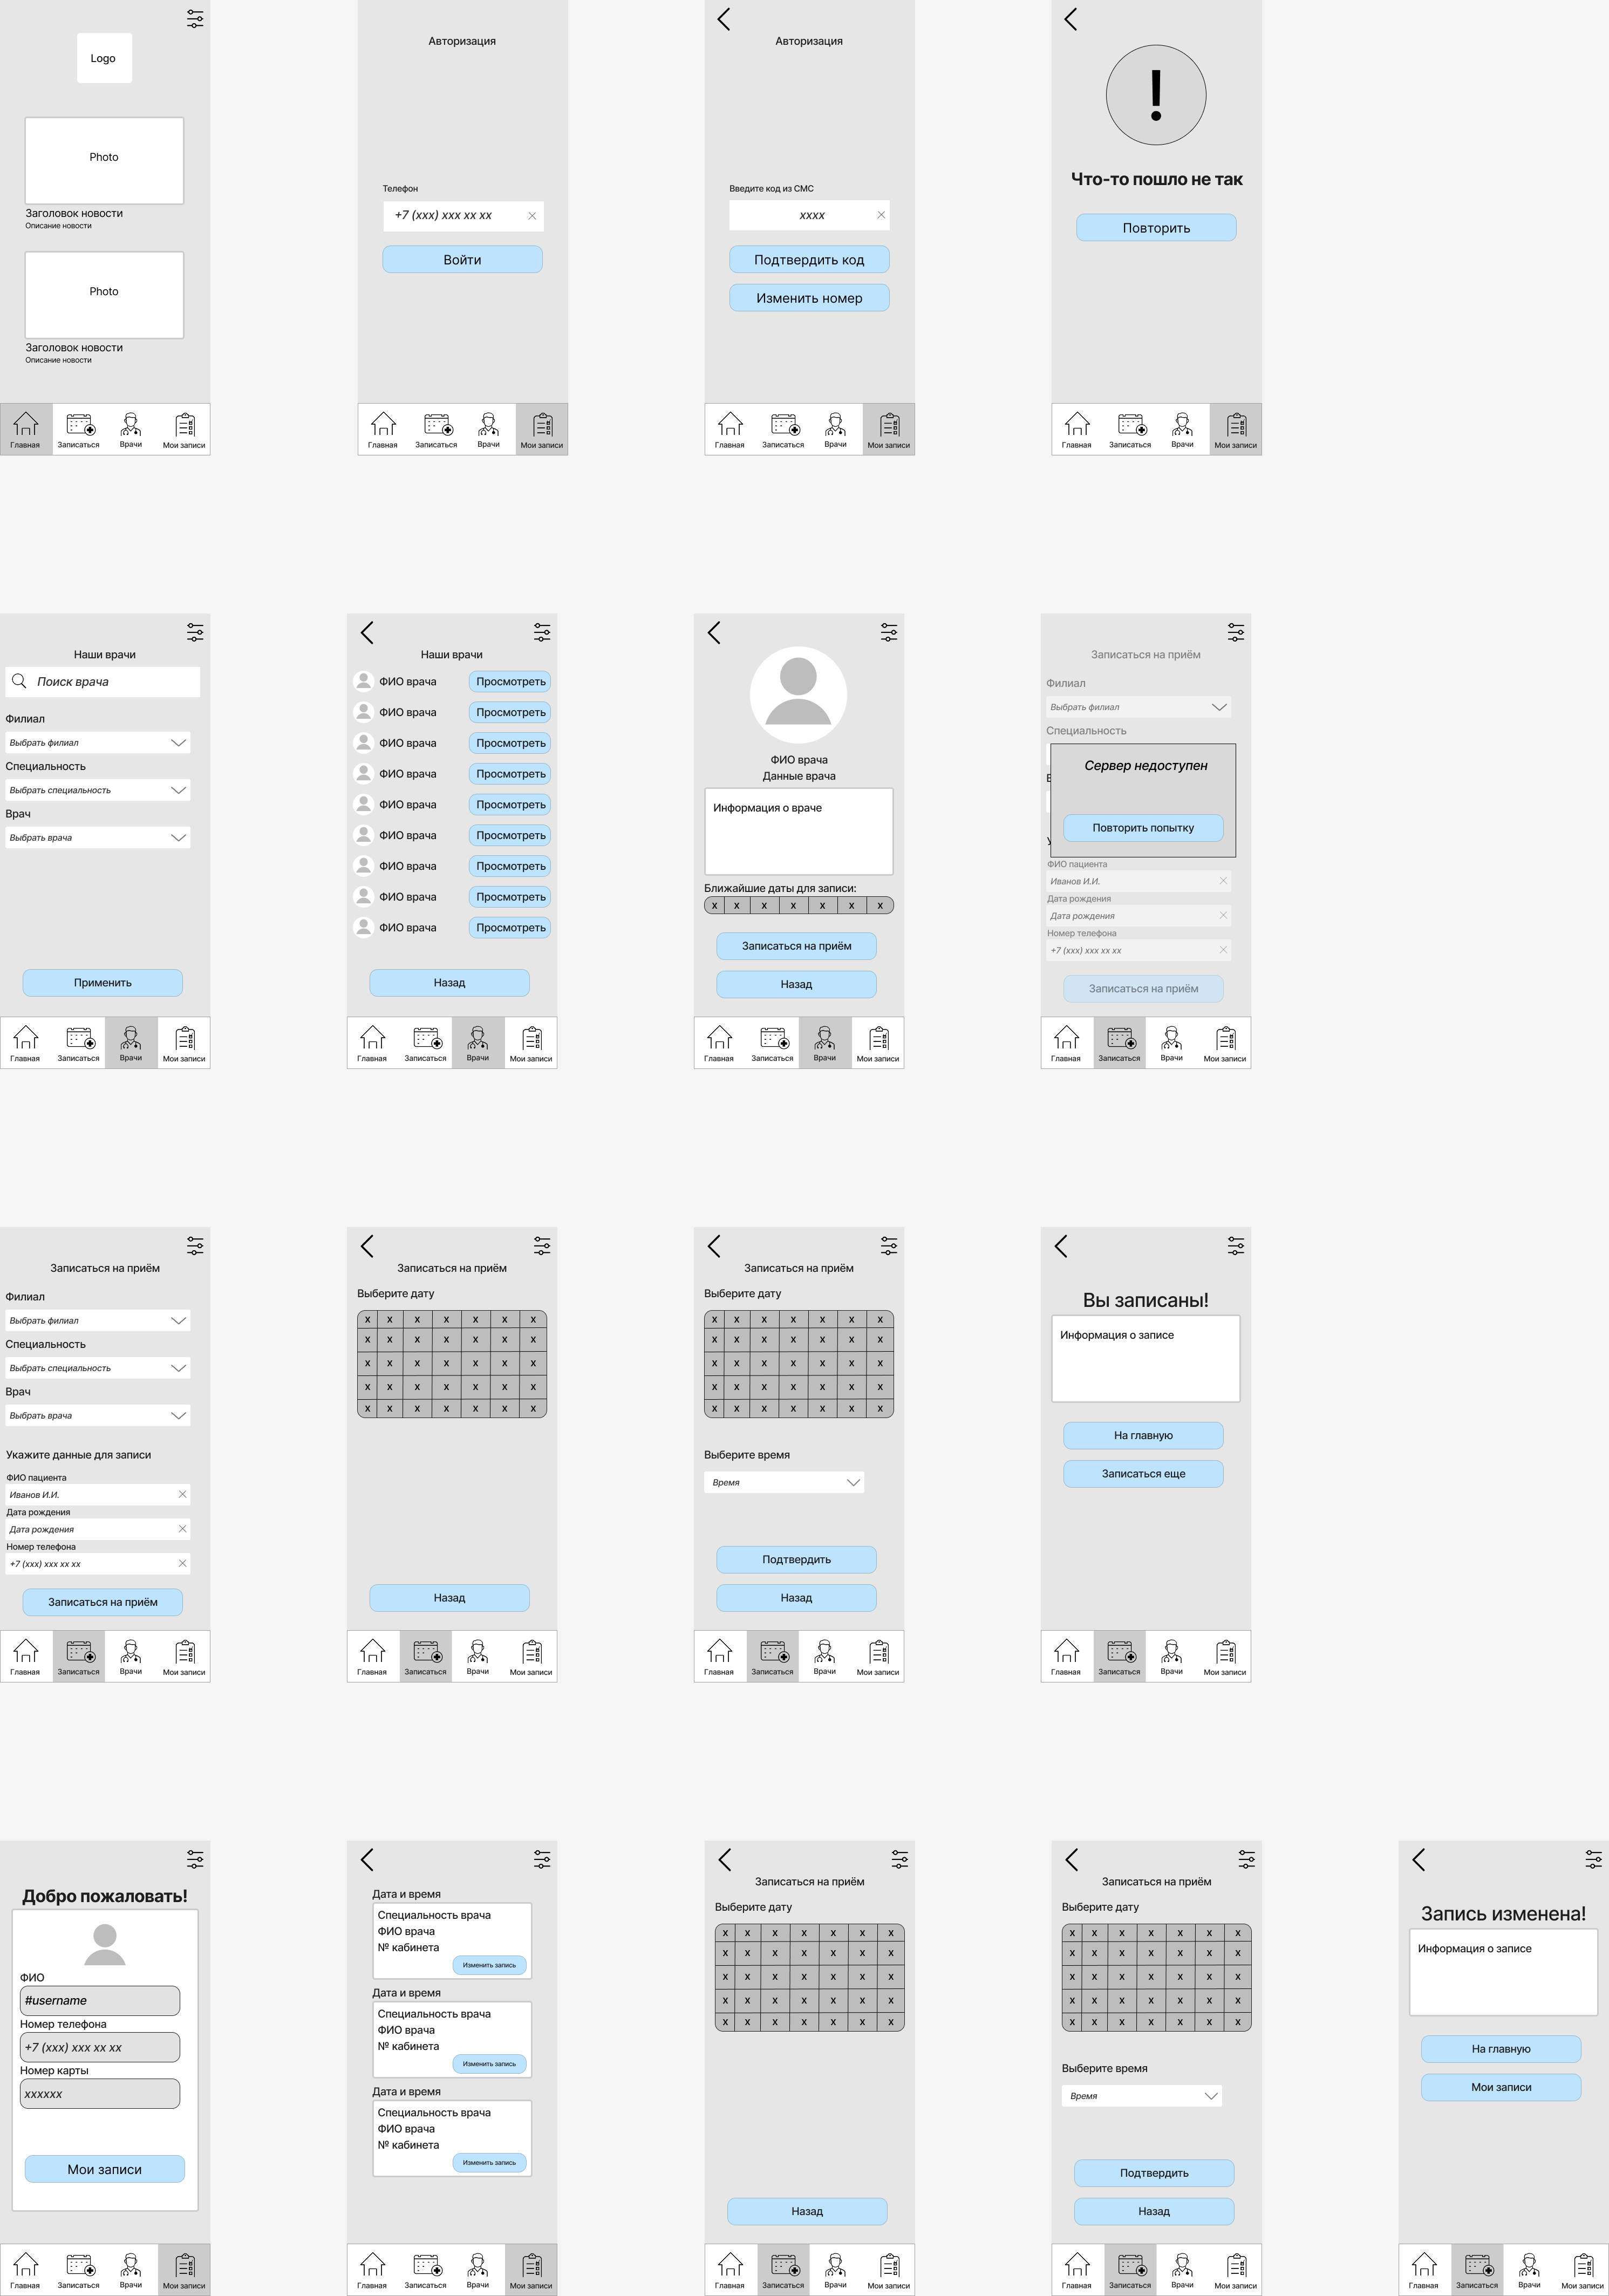 Logo
Photo
Заголовок новости
Описание новости
Photo
Заголовок новости
Описание новости
Главная
Записаться
Врачи
Мои записи
Авторизация
Телефон
+7 (xxx) xxx xx xx
Войти
Главная
Записаться
Врачи
Мои записи
Авторизация
Введите код из СМС
xxxx
Подтвердить код
Изменить номер
Главная
Записаться
Врачи
Мои записи
!
Что-то пошло не так
Повторить
Главная
Записаться
Врачи
Мои записи
Наши врачи
Поиск врача
Филиал
Выбрать филиал
Специальность
Выбрать специальность
Врач
Выбрать врача
Применить
Главная
Записаться
Врачи
Мои записи
Наши врачи
ФИО врача Просмотреть
ФИО врача Просмотреть
ФИО врача Просмотреть
ФИО врача Просмотреть
ФИО врача Просмотреть
ФИО врача Просмотреть
ФИО врача Просмотреть
ФИО врача Просмотреть
ФИО врача Просмотреть
Назад
Главная
Записаться
Врачи
Мои записи
ФИО врача
Данные врача
Информация о враче
Ближайшие даты для записи:
x x x x x x x
Записаться на приём
Назад
Главная
Записаться
Врачи
Мои записи
Записаться на приём
Филиал
Выбрать филиал
Специальность
Сервер недоступен
Повторить попытку
ФИО пациента
Иванов И.И.
Дата рождения
Дата рождения
Номер телефона
+7 (xxx) xxx xx xx
Записаться на приём
Главная
Записаться
Врачи
Мои записи
Записаться на приём
Филиал
Выбрать филиал
Специальность
Выбрать специальность
Врач
Выбрать врача
Укажите данные для записи
ФИО пациента
Иванов И.И.
Дата рождения
Дата рождения
Номер телефона
+7 (xxx) xxx xx xx
Записаться на приём
Главная
Записаться
Врачи
Мои записи
Записаться на приём
Выберите дату
x x x x x x x
x x x x x x x
x x x x x x x
x x x x x x x
x x x x x x x
Назад
Главная
Записаться
Врачи
Мои записи
Записаться на приём
Выберите дату
x x x x x x x
x x x x x x x
x x x x x x x
x x x x x x x
x x x x x x x
Выберите время
Время
Подтвердить
Назад
Главная
Записаться
Врачи
Мои записи
Вы записаны!
Информация о записе
На главную
Записаться еще
Главная
Записаться
Врачи
Мои записи
Добро пожаловать!
ФИО
#username
Номер телефона
+7 (xxx) xxx xx xx
Номер карты
xxxxxx
Мои записи
Главная
Записаться
Врачи
Мои записи
Дата и время
Специальность врача
ФИО врача
№ кабинета
Изменить запись
Дата и время
Специальность врача
ФИО врача
№ кабинета
Изменить запись
Дата и время
Специальность врача
ФИО врача
№ кабинета
Изменить запись
Главная
Записаться
Врачи
Мои записи
Записаться на приём
Выберите дату
x x x x x x x
x x x x x x x
x x x x x x x
x x x x x x x
x x x x x x x
Назад
Главная
Записаться
Врачи
Мои записи
Записаться на приём
Выберите дату
x x x x x x x
x x x x x x x
x x x x x x x
x x x x x x x
x x x x x x x
Выберите время
Время
Подтвердить
Назад
Главная
Записаться
Врачи
Мои записи
Запись изменена!
Информация о записе
На главную
Мои записи
Главная
Записаться
Врачи
Мои записи